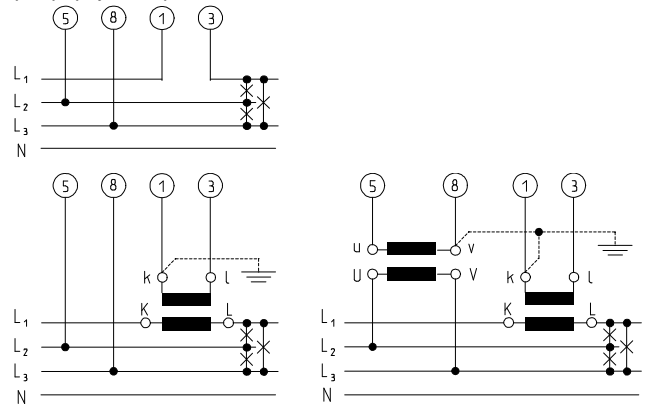 5 8 1 3
L1
L2
L3
N
5 8 1 3 5 8 1 3
u v
k l U V k l
K L K L
L1 L1
L2 L2
L3 L3
N N